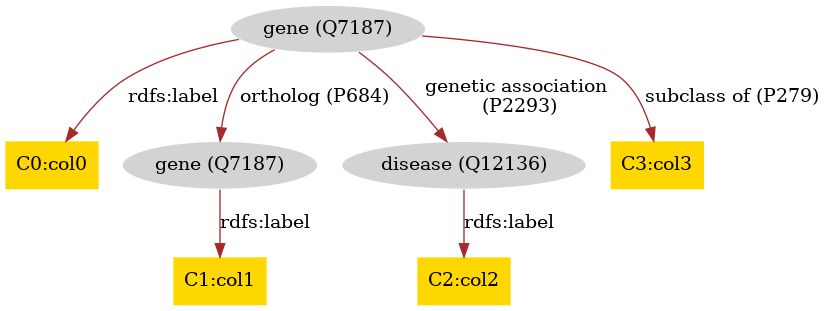 gene (Q7187)
rdfs:label
ortholog (P684)
genetic association
(P2293)
subclass of (P279)
C0:col0
gene (Q7187)
disease (Q12136)
C3:col3
rdfs:label
rdfs:label
C1:col1
C2:col2